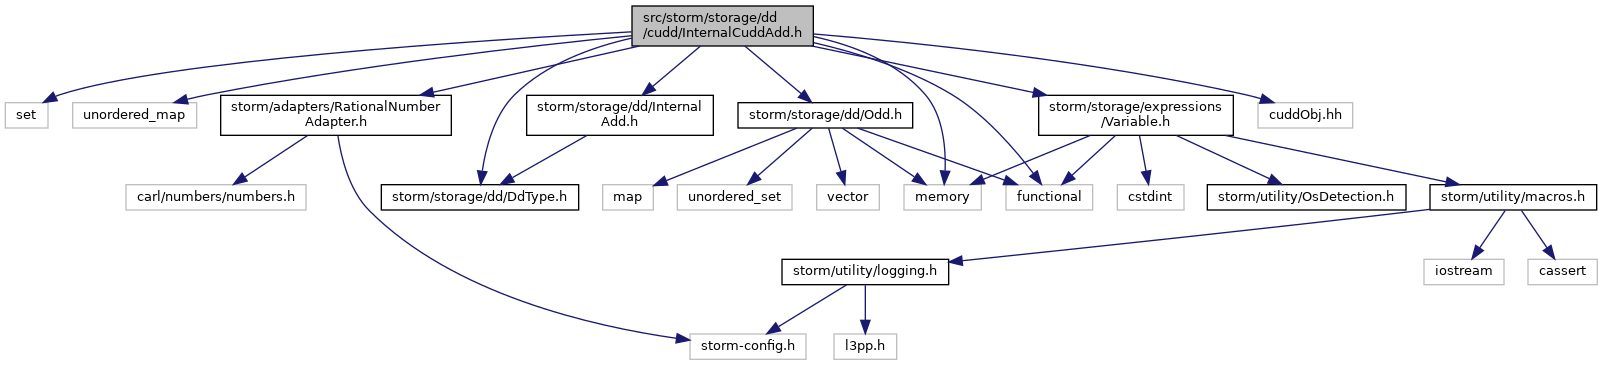 src/storm/storage/dd
/cudd/InternalCuddAdd.h
set
unordered_map
storm/adapters/RationalNumber
Adapter.h
storm/storage/dd/Internal
Add.h
storm/storage/dd/Odd.h
storm/storage/expressions
/Variable.h
cuddObj.hh
carl/numbers/numbers.h
storm/storage/dd/DdType.h
map
unordered_set
vector
memory
functional
cstdint
storm/utility/OsDetection.h
storm/utility/macros.h
storm/utility/logging.h
iostream
cassert
storm-config.h
l3pp.h